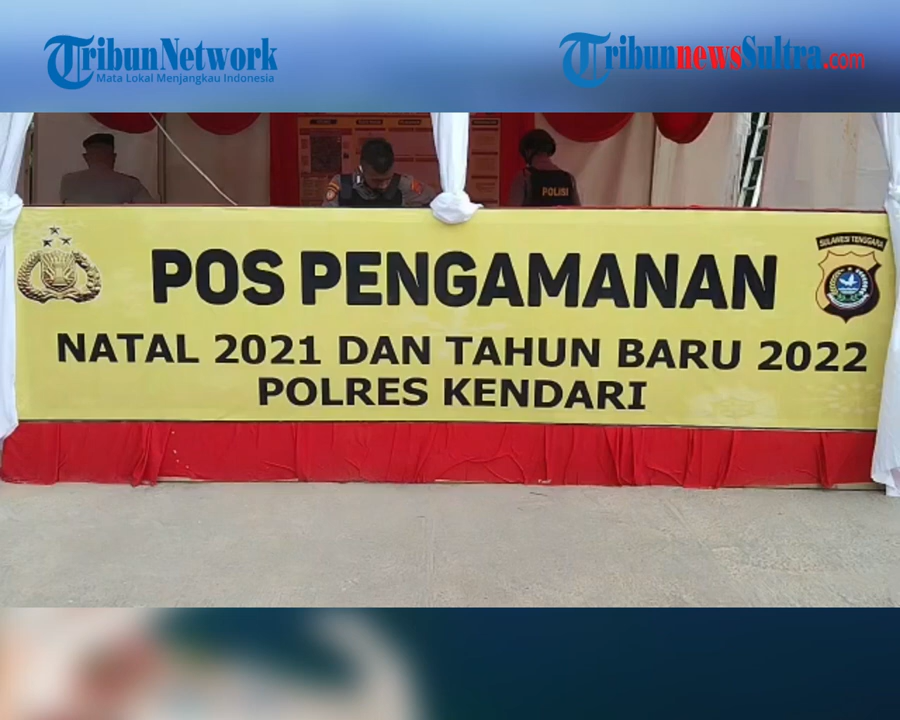 TribunNetwork
Mata Lokal Menjangkau Indonesia
TribunnewsSultra.com
POLISI
POS PENGAMANAN
SULAWESI TENGGARA
NATAL 2021 DAN TAHUN BARU 2022
POLRES KENDARI